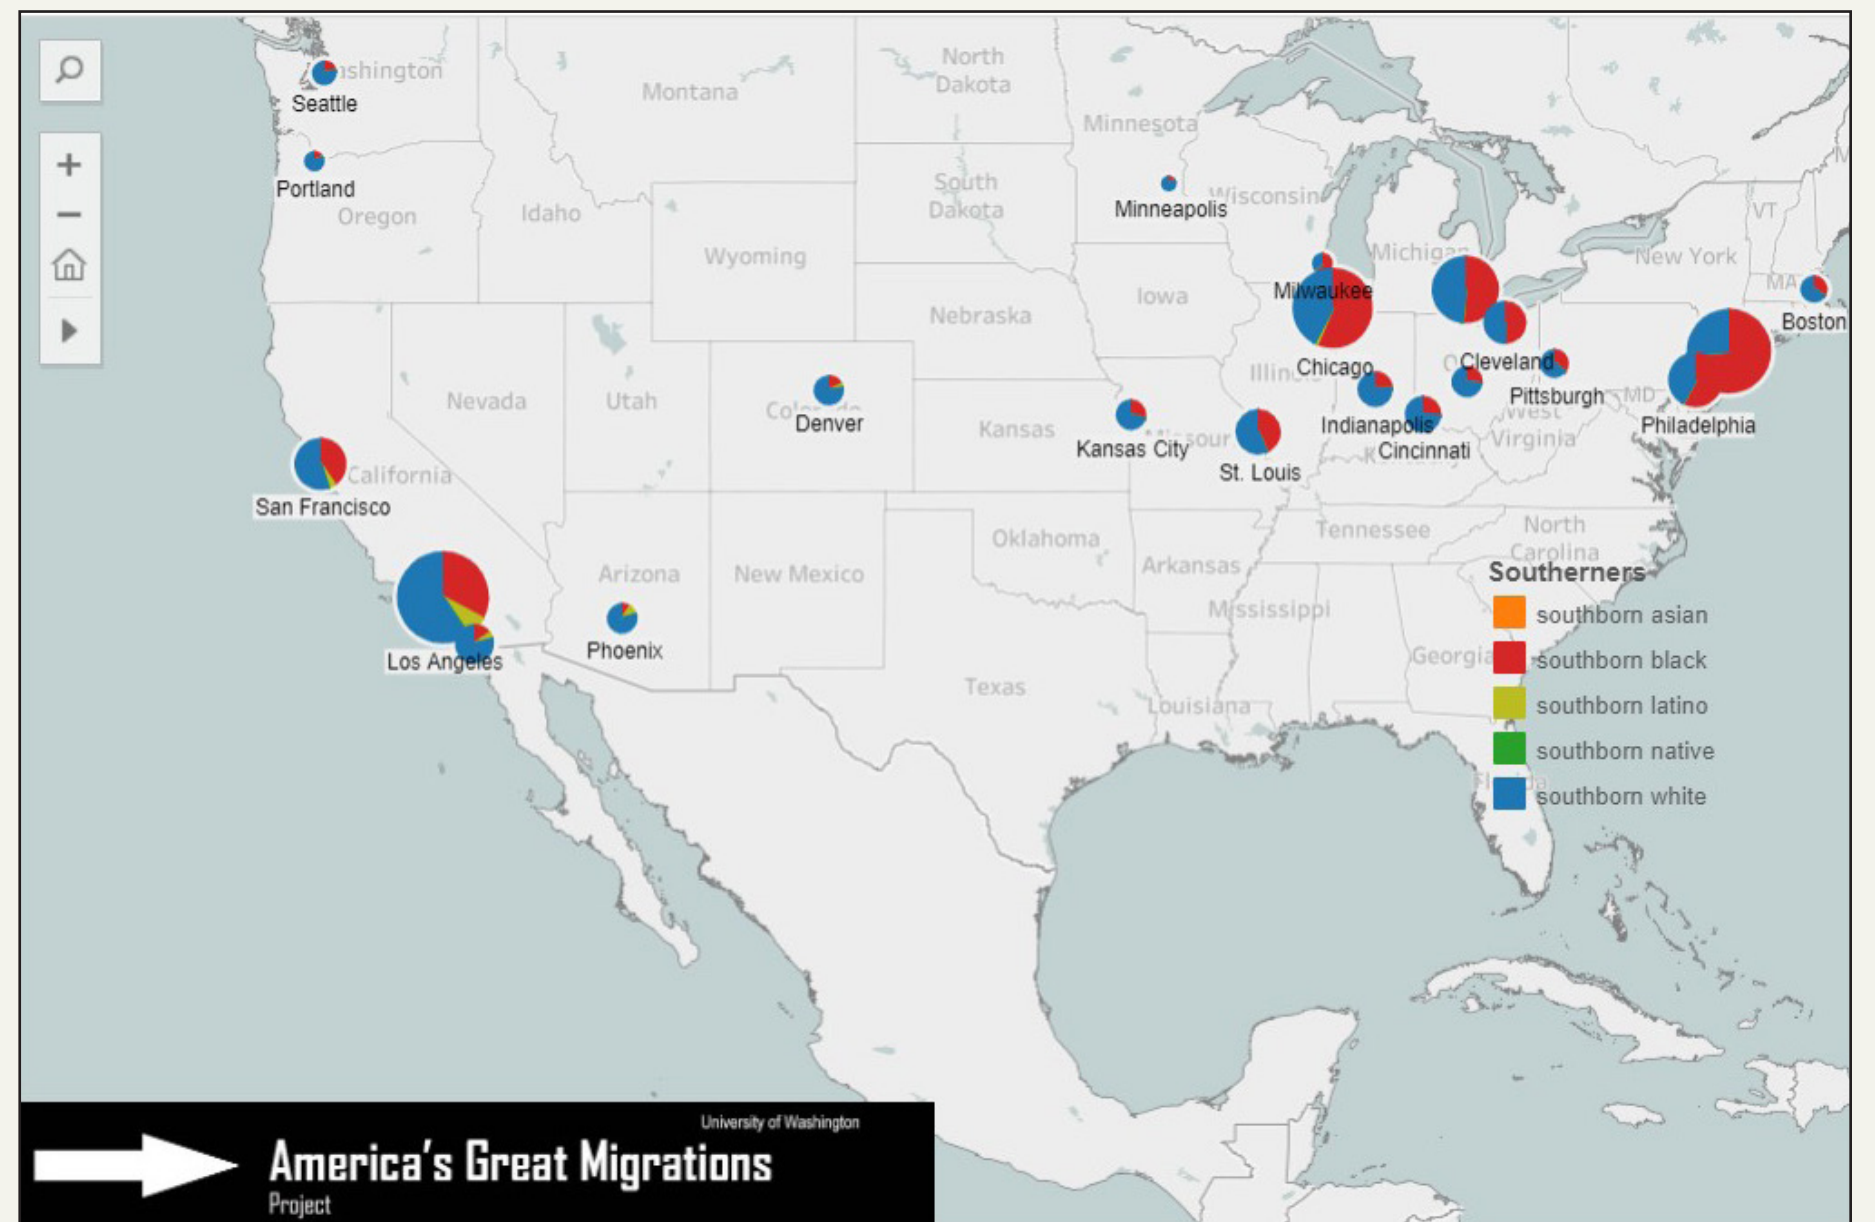 North
Dakota
Montana
Minnesota
Seattle
Portland
Oregon
Idaho
South
Dakota
Minneapolis
Wisconsin
VT
Wyoming
Michigan
New York
MA
Milwaukee
Iowa
Nebraska
Boston
Chicago
Cleveland
Pittsburgh
MD
Denver
Nevada
Utah
Kansas
Kansas City
St. Louis
Indianapolis
Cincinnati
West
Virginia
Philadelphia
California
San Francisco
Oklahoma
Arkansas
Tennessee
North
Carolina
Arizona
New Mexico
Mississippi
Phoenix
Los Angeles
Texas
Louisiana
Georgia
Southerners
southborn asian
southborn black
southborn latino
southborn native
southborn white
University of Washington
America's Great Migrations
Project